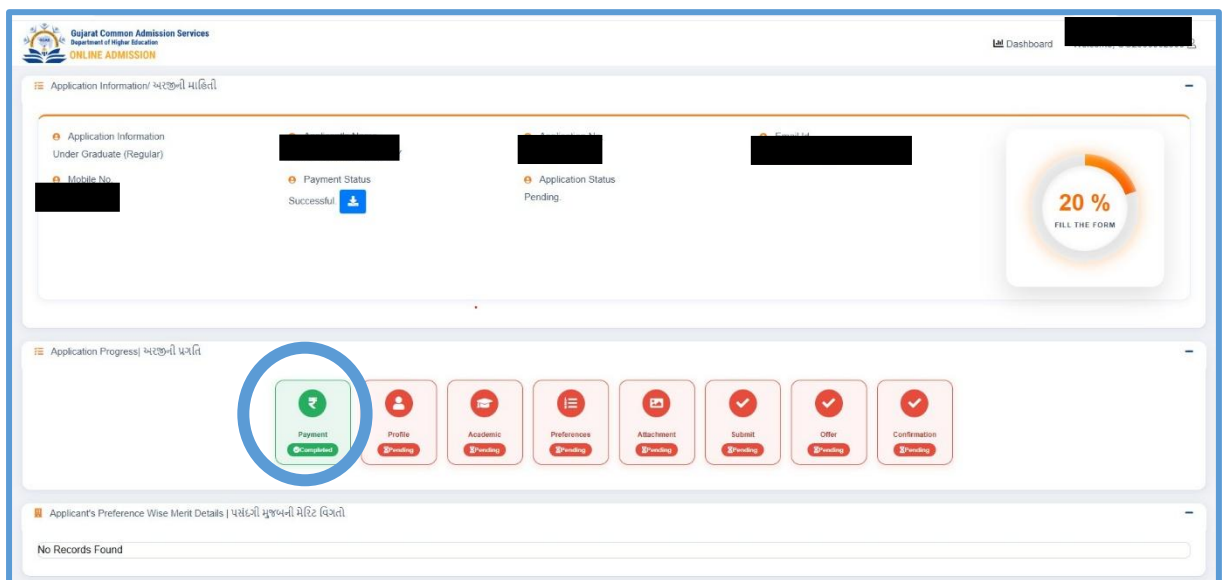 Gujarat Common Admission Services
Department of Higher Education
ONLINE ADMISSION
Dashboard
Application Information/ અરજીની માહિતી
Application Information
Under Graduate (Regular)
Mobile No.
Payment Status
Successful.
Application Status
Pending.
20 %
FILL THE FORM
Application Progress| અરજીની પ્રગતિ
Payment
Completed
Profile
Pending
Academic
Pending
Preferences
Pending
Attachment
Pending
Submit
Pending
Offer
Pending
Confirmation
Pending
Applicant's Preference Wise Merit Details | પસંદગી મુજબની મેરિટ વિગતો
No Records Found